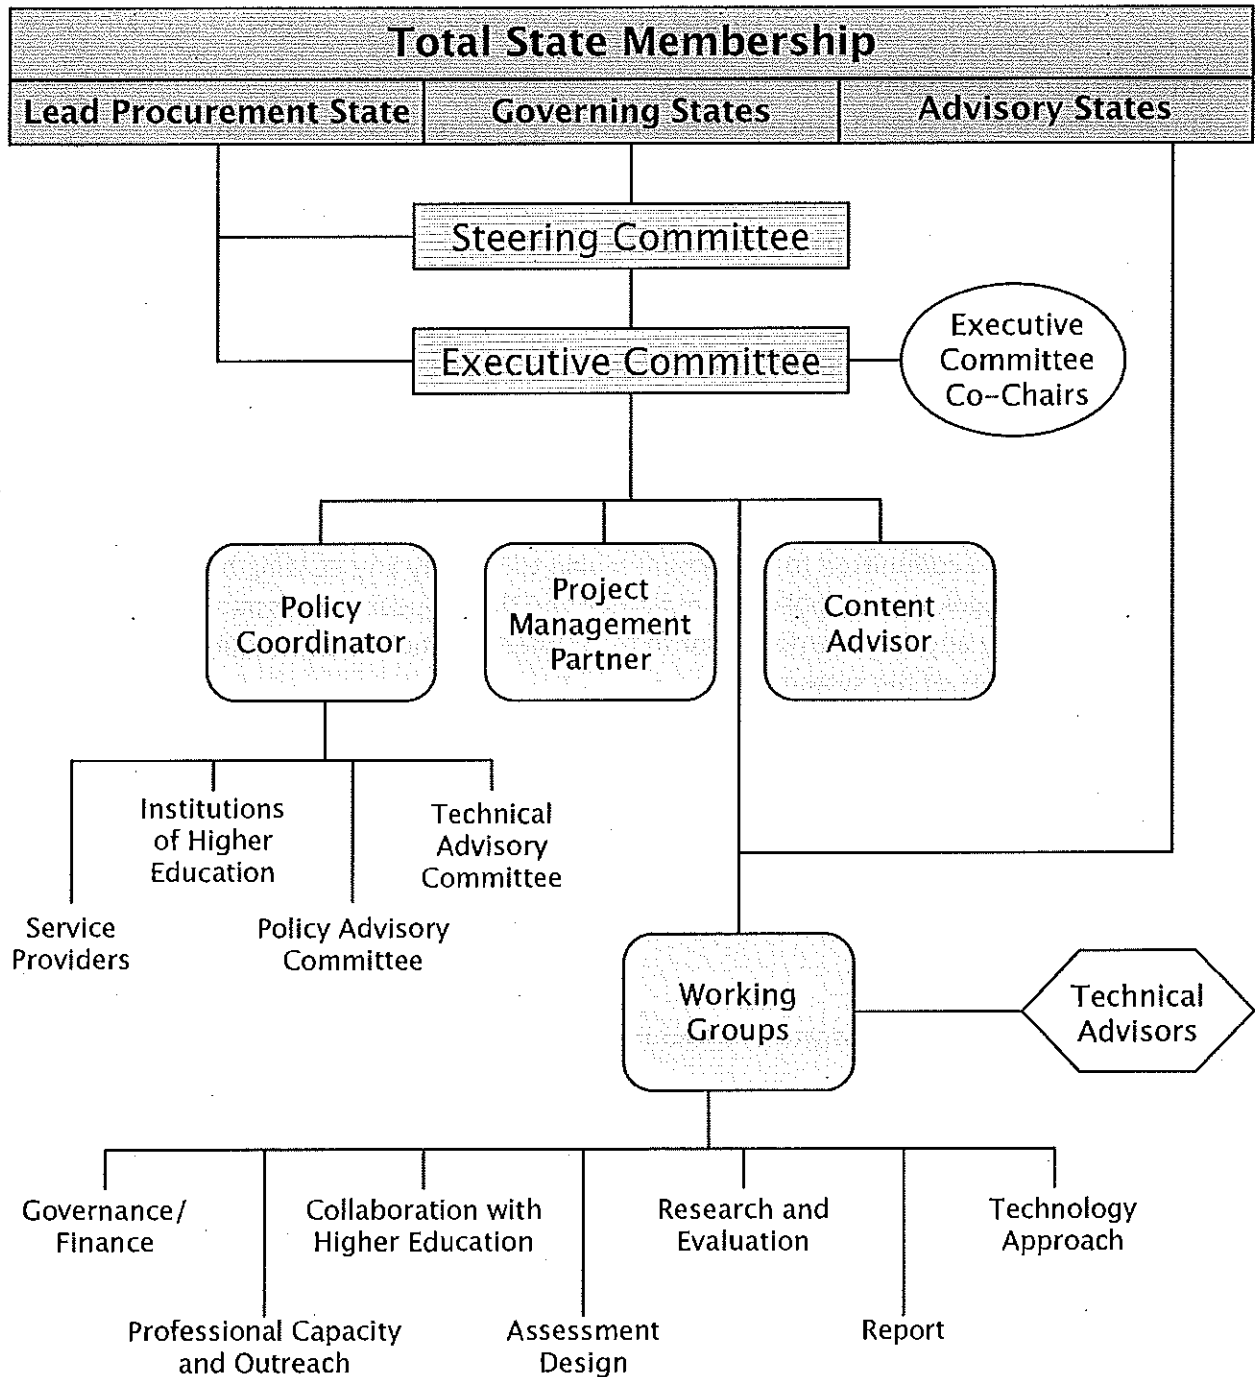 Total State Membership
Lead Procurement State
Governing States
Advisory States
Steering Committee
Executive Committee
Executive
Committee
Co-Chairs
Policy
Coordinator
Project
Management
Partner
Content
Advisor
Institutions
of Higher
Education
Technical
Advisory
Committee
Service
Providers
Policy Advisory
Committee
Working
Groups
Technical
Advisors
Governance/
Finance
Collaboration with
Higher Education
Research and
Evaluation
Technology
Approach
Professional Capacity
and Outreach
Assessment
Design
Report